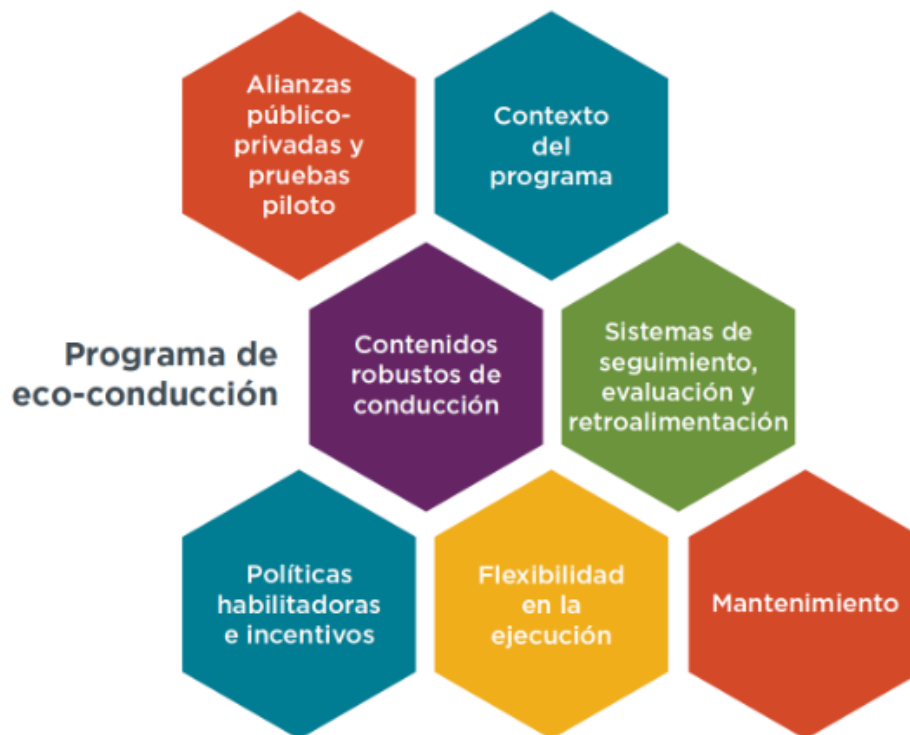 Alianzas
público-
privadas y
pruebas
piloto
Contexto
del
programa
Programa de
eco-conducción
Contenidos
robustos de
conducción
Sistemas de
seguimiento,
evaluación y
retroalimentación
Políticas
habilitadoras
e incentivos
Flexibilidad
en la
ejecución
Mantenimiento